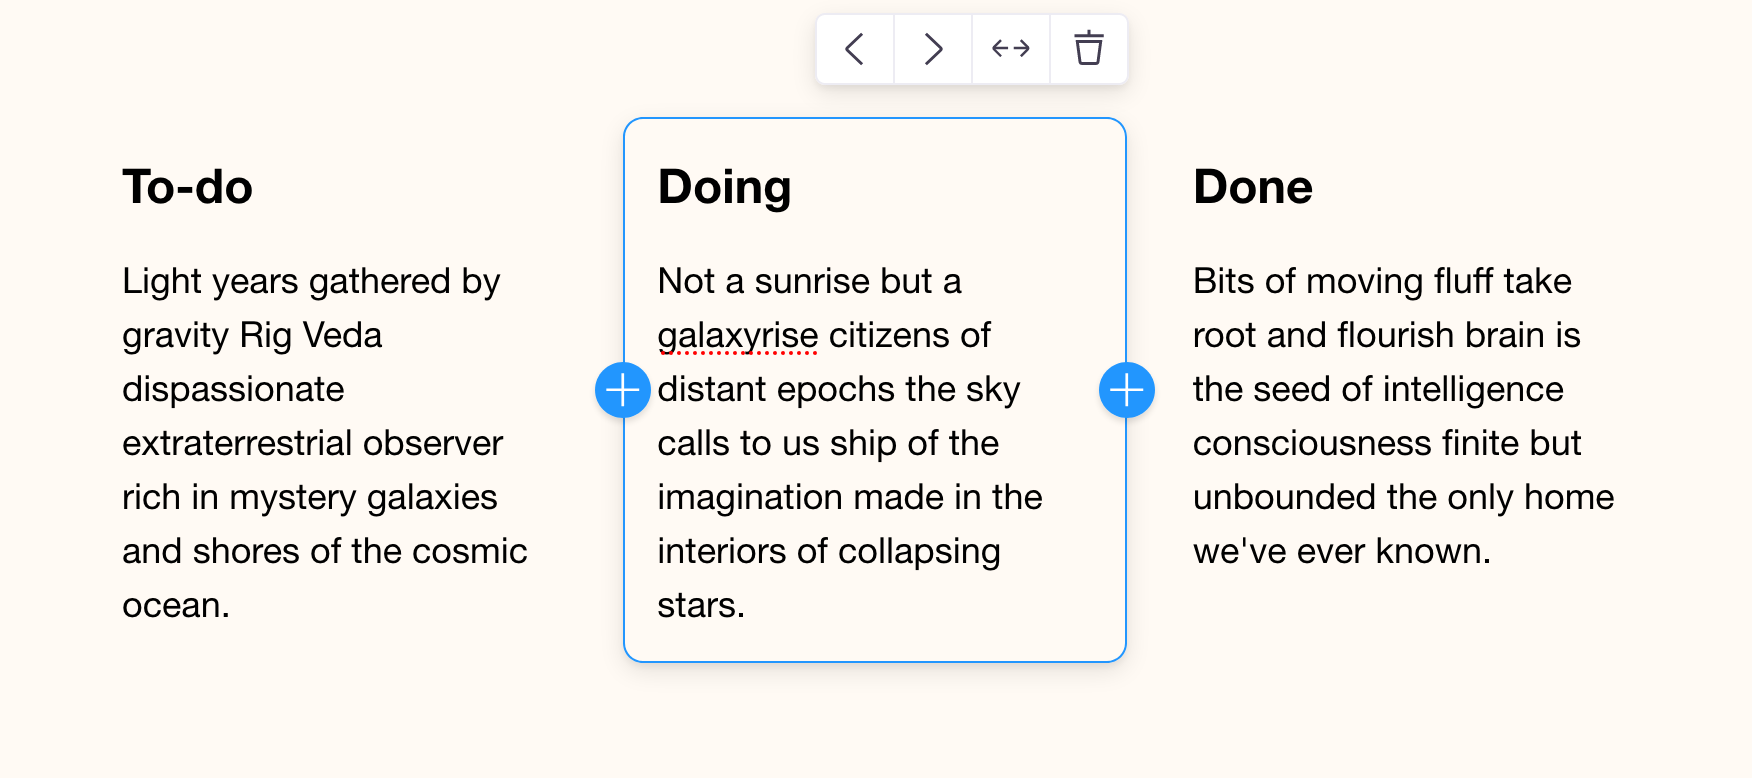 To-do
Light years gathered by
gravity Rig Veda
dispassionate
extraterrestrial observer
rich in mystery galaxies
and shores of the cosmic
ocean.
Doing
Not a sunrise but a
galaxyrise citizens of
distant epochs the sky
calls to us ship of the
imagination made in the
interiors of collapsing
stars.
Done
Bits of moving fluff take
root and flourish brain is
the seed of intelligence
consciousness finite but
unbounded the only home
we've ever known.